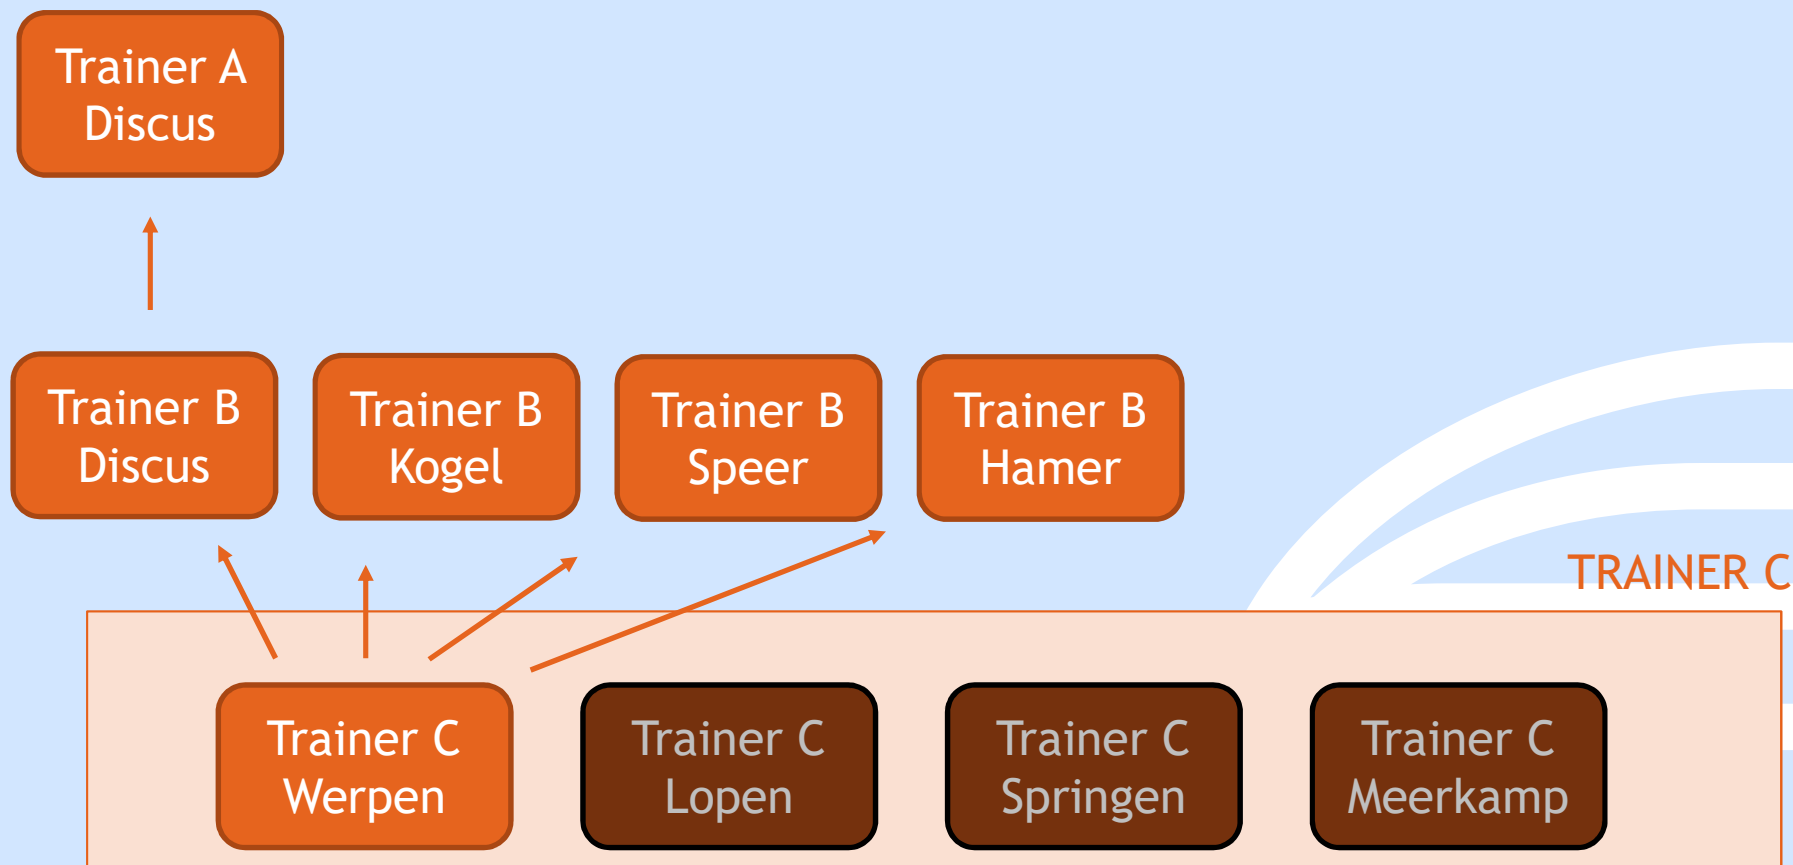 Trainer A
Discus
Trainer B
Discus
Trainer B
Kogel
Trainer B
Speer
Trainer B
Hamer
TRAINER C
Trainer C
Werpen
Trainer C
Lopen
Trainer C
Springen
Trainer C
Meerkamp